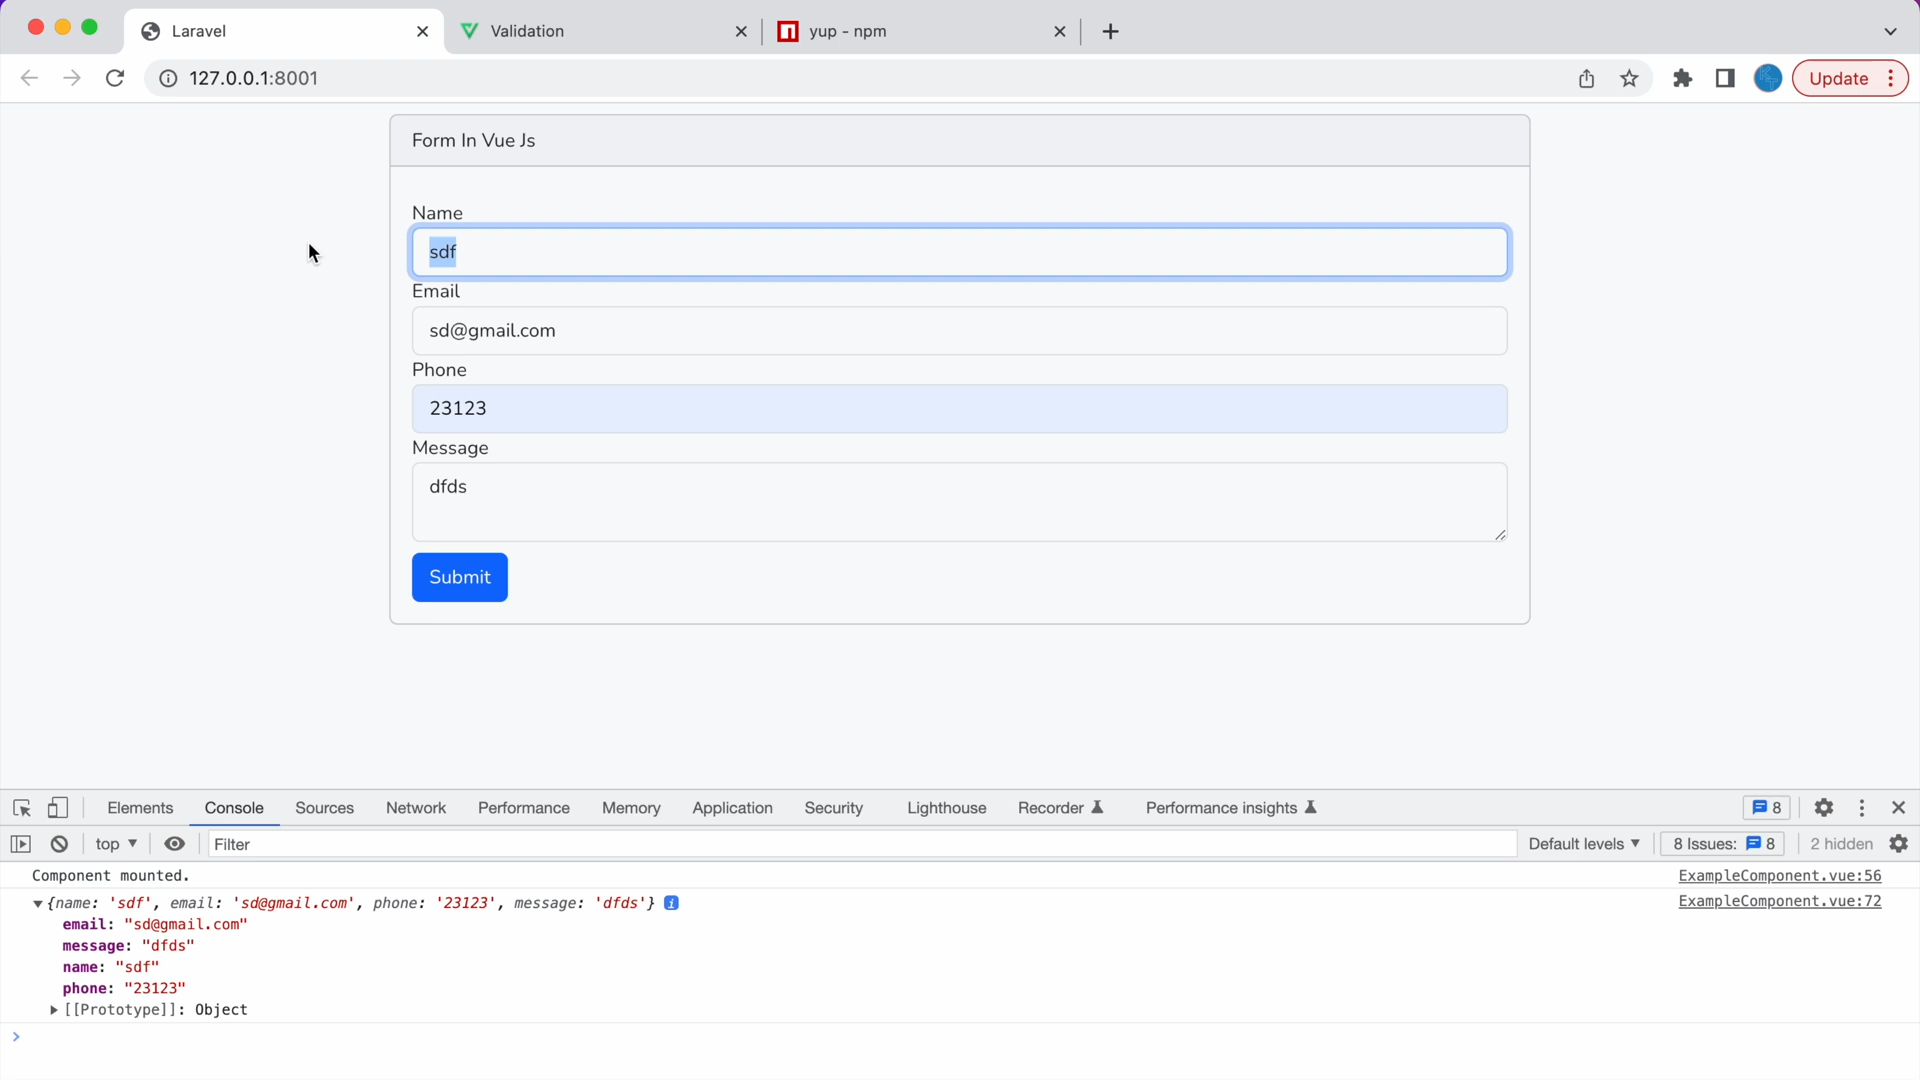 Laravel
Validation
yup - npm
127.0.0.1:8001
Update
Form In Vue Js
Name
sdf
Email
sd@gmail.com
Phone
23123
Message
dfds
Submit
Elements Console Sources Network Performance Memory Application Security Lighthouse Recorder Performance insights 8
top Filter Default levels 8 Issues: 8 2 hidden
Component mounted. ExampleComponent.vue:56
{name: 'sdf', email: 'sd@gmail.com', phone: '23123', message: 'dfds'} i ExampleComponent.vue:72
email: "sd@gmail.com"
message: "dfds"
name: "sdf"
phone: "23123"
[[Prototype]]: Object